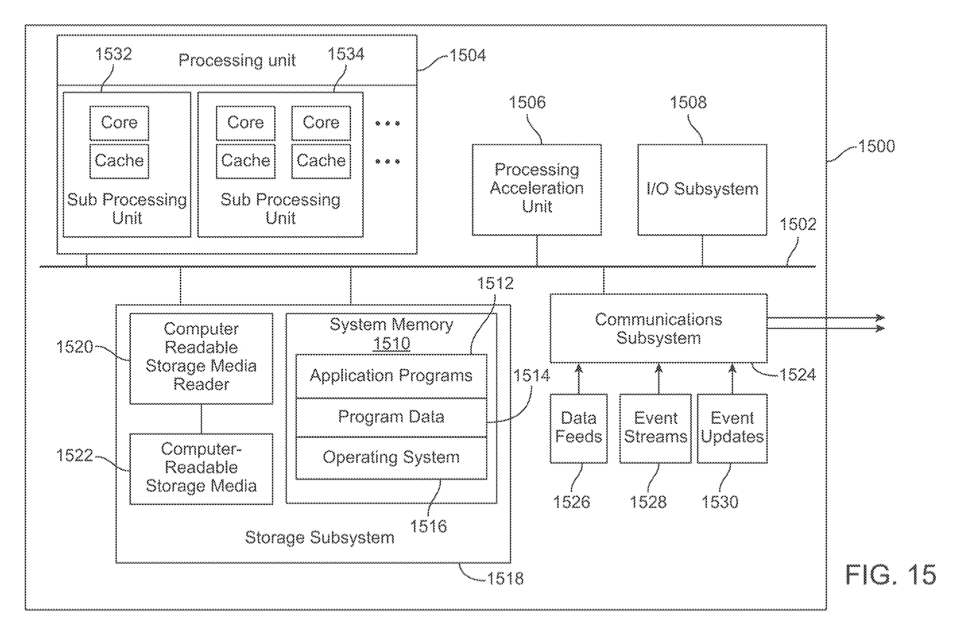 1532
Processing unit
1534
1504
Core
Cache
Sub Processing
Unit
Core
Core
...
Cache
Cache
...
Sub Processing
Unit
1506
Processing
Acceleration
Unit
1508
I/O Subsystem
1500
1502
1520
Computer
Readable
Storage Media
Reader
1522
Computer-
Readable
Storage Media
System Memory
1510
1512
Application Programs
1514
Program Data
Operating System
1516
Storage Subsystem
1518
Communications
Subsystem
1524
Data
Feeds
1526
Event
Streams
1528
Event
Updates
1530
FIG. 15